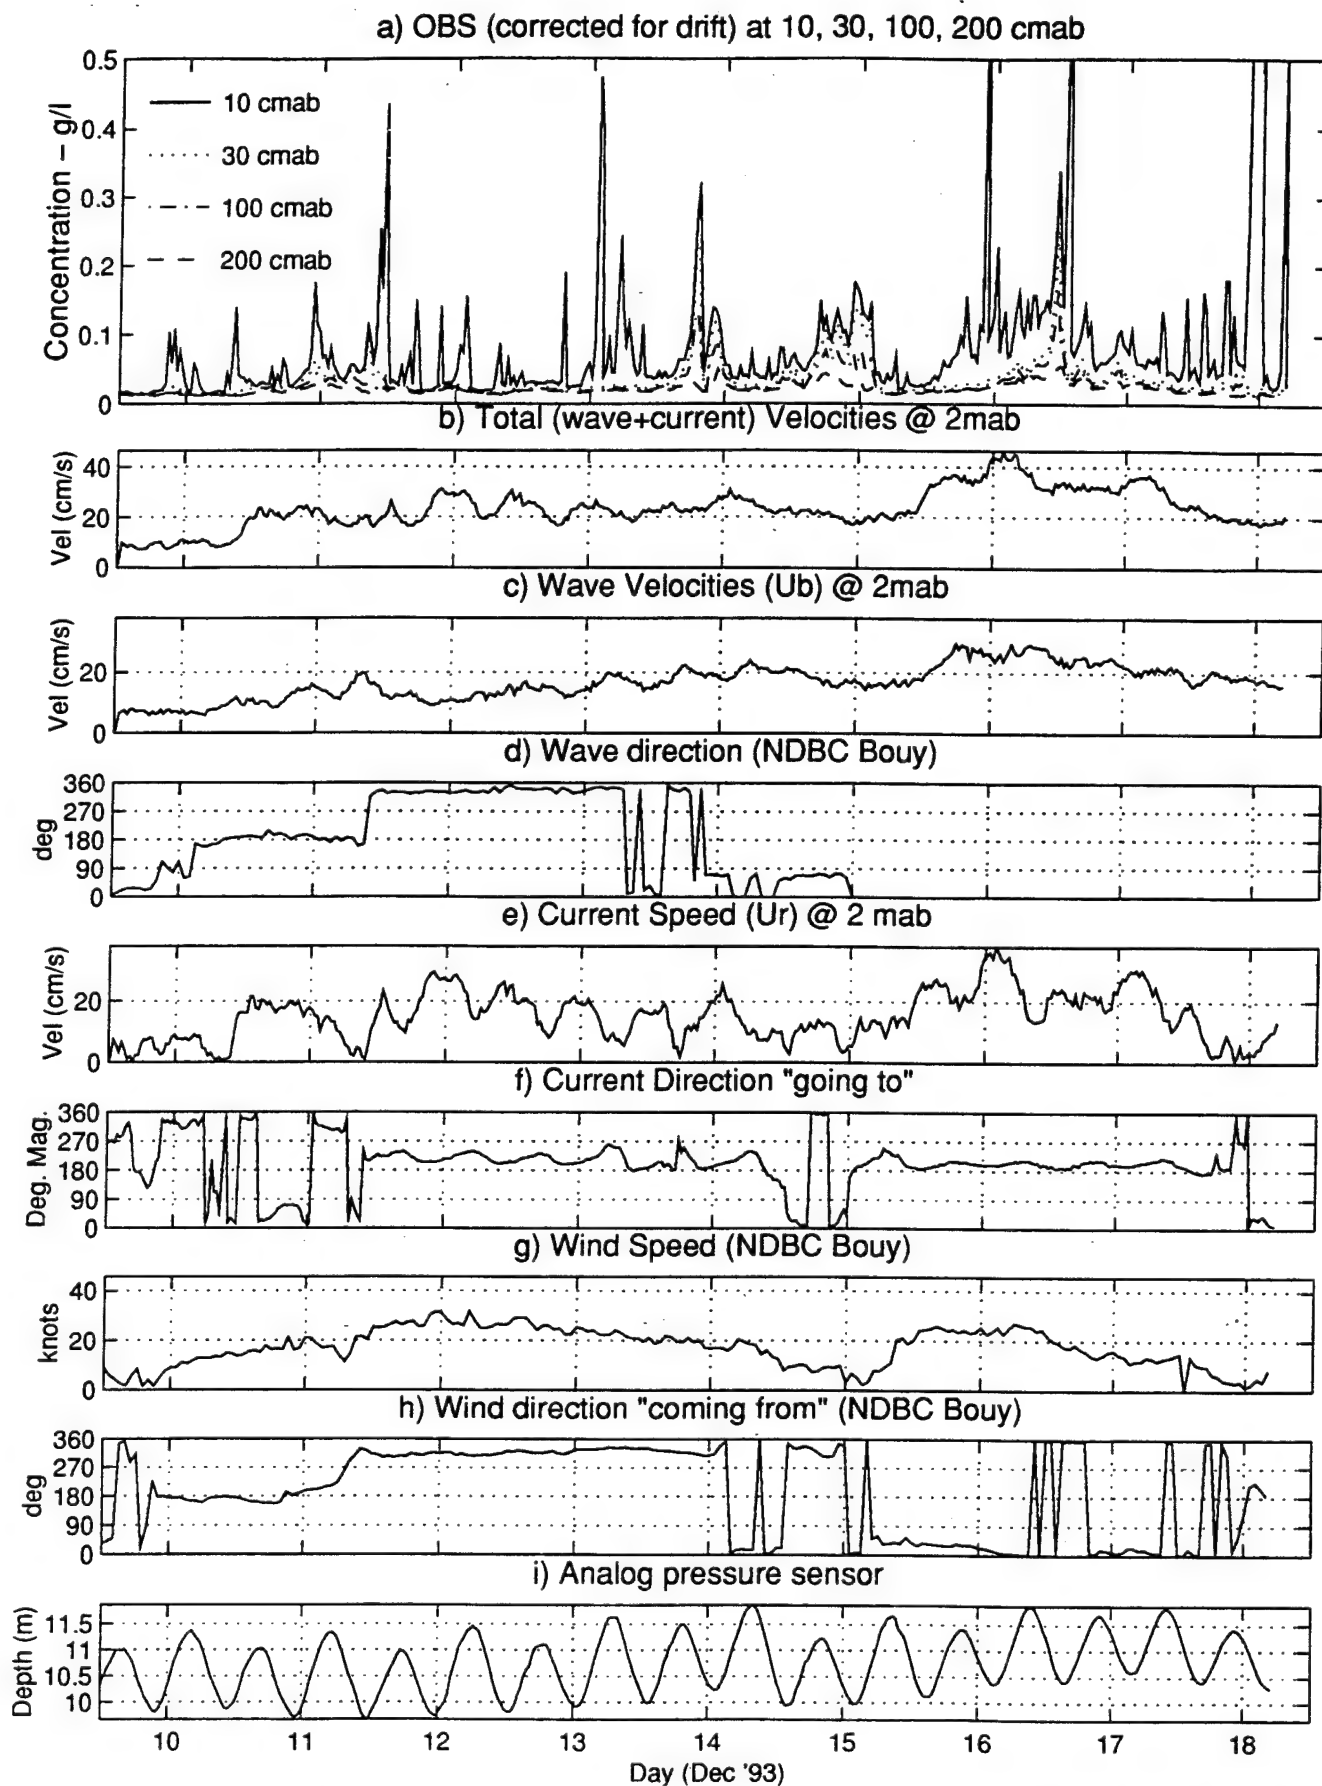 a) OBS (corrected for drift) at 10, 30, 100, 200 cmab
0.5
0.4
0.3
0.2
0.1
0
Concentration – g/l
10 cmab
30 cmab
100 cmab
200 cmab
b) Total (wave+current) Velocities @ 2mab
40
20
0
Vel (cm/s)
c) Wave Velocities (Ub) @ 2mab
20
0
Vel (cm/s)
d) Wave direction (NDBC Bouy)
360
270
180
90
0
deg
e) Current Speed (Ur) @ 2 mab
20
0
Vel (cm/s)
f) Current Direction "going to"
360
270
180
90
0
Deg. Mag.
g) Wind Speed (NDBC Bouy)
40
20
0
knots
h) Wind direction "coming from" (NDBC Bouy)
360
270
180
90
0
deg
i) Analog pressure sensor
11.5
11
10.5
10
Depth (m)
10 11 12 13 14 15 16 17 18
Day (Dec '93)